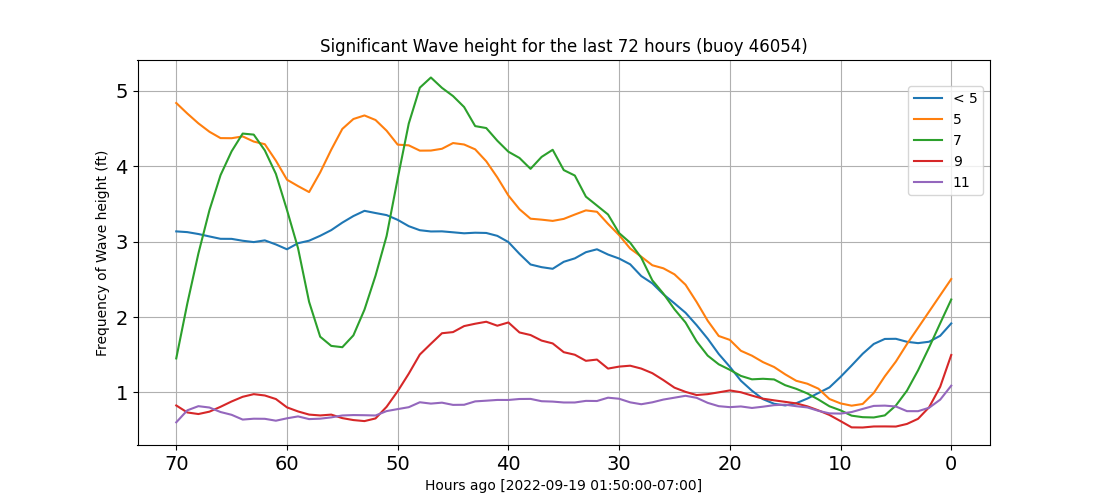 Significant Wave height for the last 72 hours (buoy 46054)
Frequency of Wave height (ft)
5
4
3
2
1
< 5
5
7
9
11
70 60 50 40 30 20 10 0
Hours ago [2022-09-19 01:50:00-07:00]